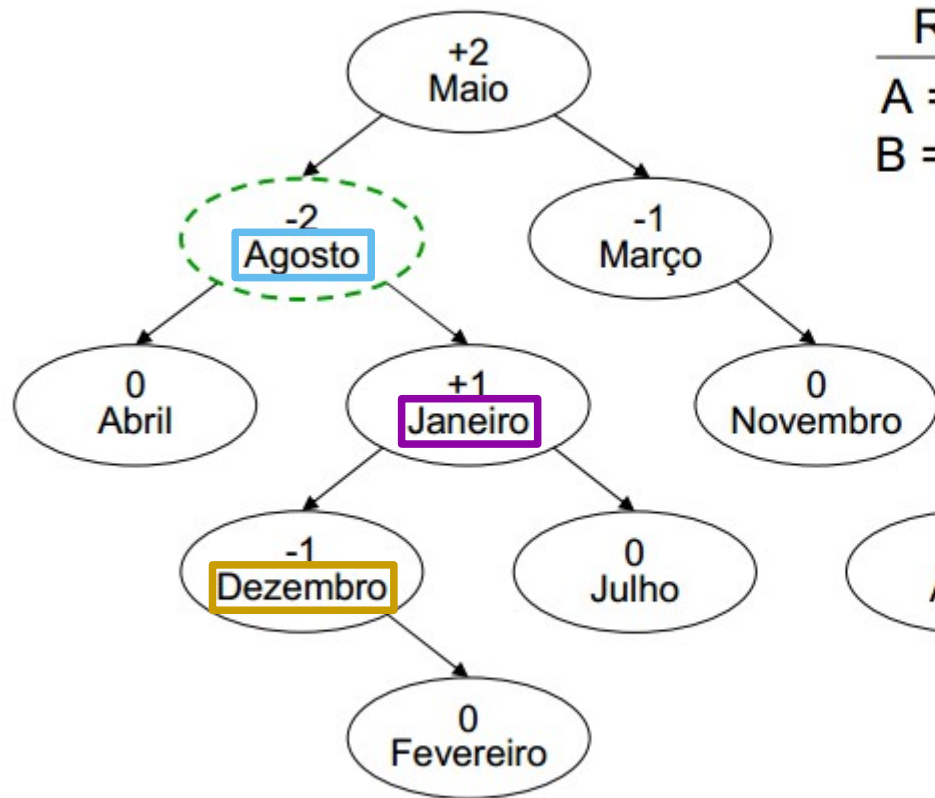 +2
Maio
R
A =
B =
-2
Agosto
-1
Março
0
Abril
+1
Janeiro
0
Novembro
-1
Dezembro
0
Julho
0
Fevereiro